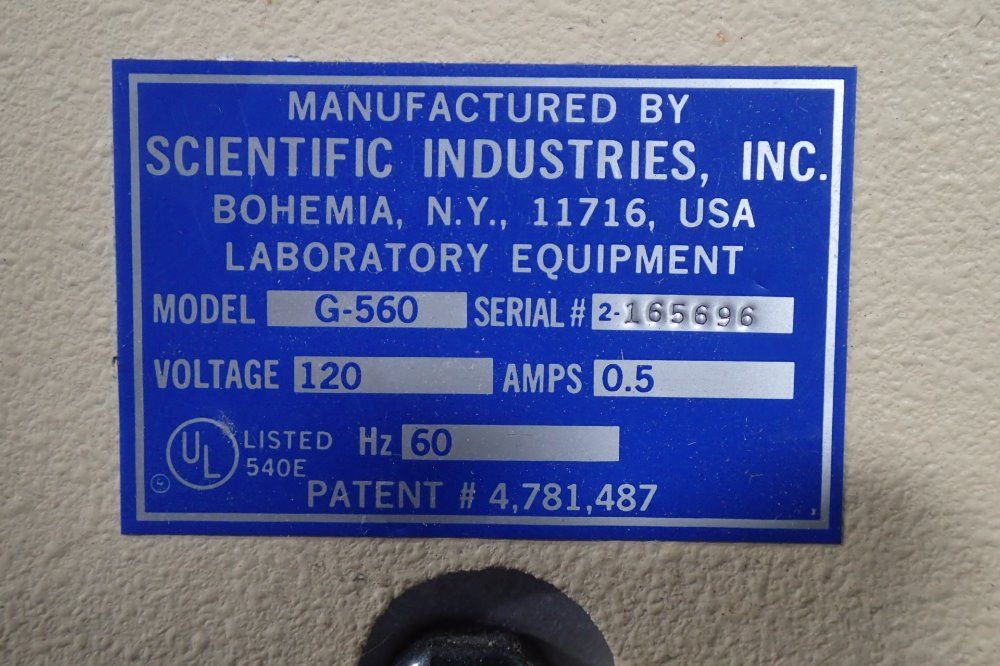 MANUFACTURED BY
SCIENTIFIC INDUSTRIES, INC.
BOHEMIA, N.Y., 11716, USA
LABORATORY EQUIPMENT
MODEL G-560 SERIAL # 2-165696
VOLTAGE 120 AMPS 0.5
UL LISTED 540E Hz 60
PATENT # 4,781,487